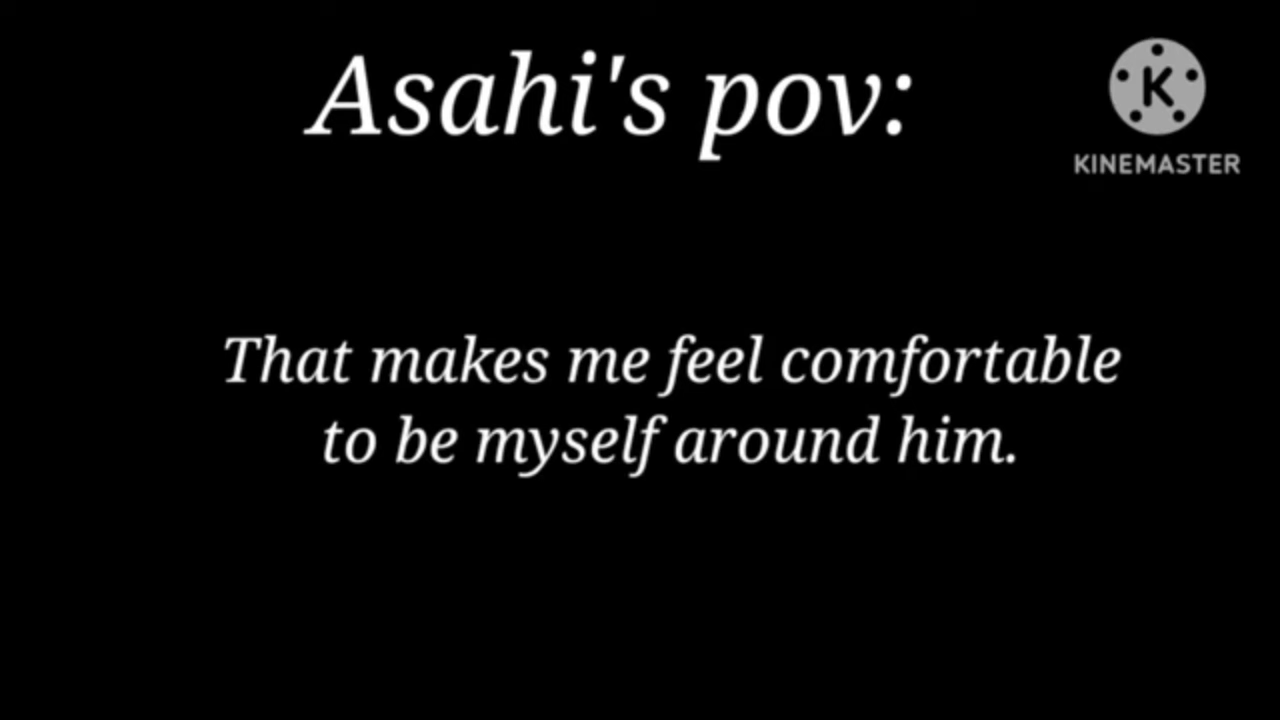 Asahi's pov:
KINEMASTER
That makes me feel comfortable
to be myself around him.